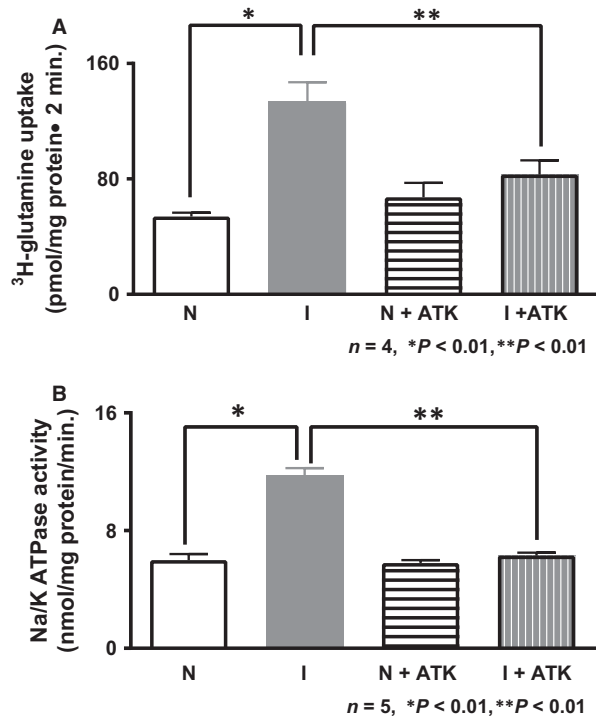 A
* **
³H-glutamine uptake
(pmol/mg protein• 2 min.)
160
80
0
N I N + ATK I +ATK
n = 4, *P < 0.01, **P < 0.01
B
* **
Na/K ATPase activity
(nmol/mg protein/min.)
16
8
0
N I N + ATK I + ATK
n = 5, *P < 0.01, **P < 0.01